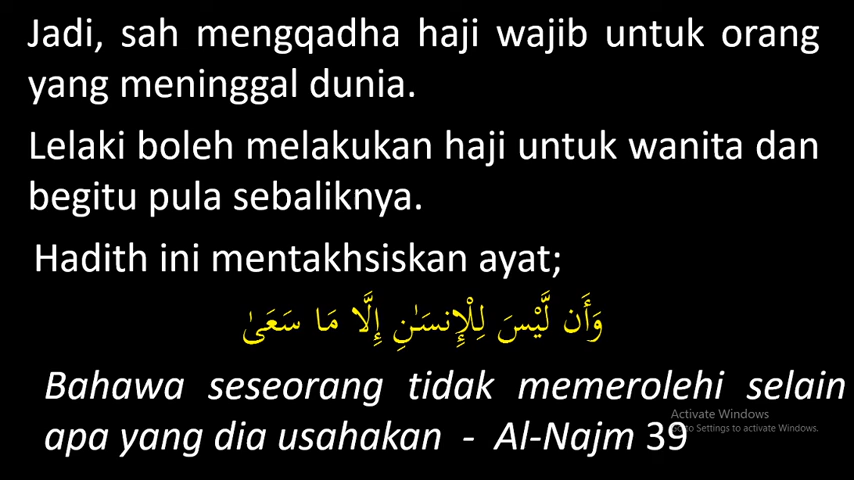 Jadi, sah mengqadha haji wajib untuk orang
yang meninggal dunia.
Lelaki boleh melakukan haji untuk wanita dan
begitu pula sebaliknya.
Hadith ini mentakhsiskan ayat;
وَأَن لَّيْسَ لِلْإِنسَـٰنِ إِلَّا مَا سَعَىٰ
Bahawa seseorang tidak memerolehi selain
apa yang dia usahakan - Al-Najm 39
Activate Windows
Go to Settings to activate Windows.